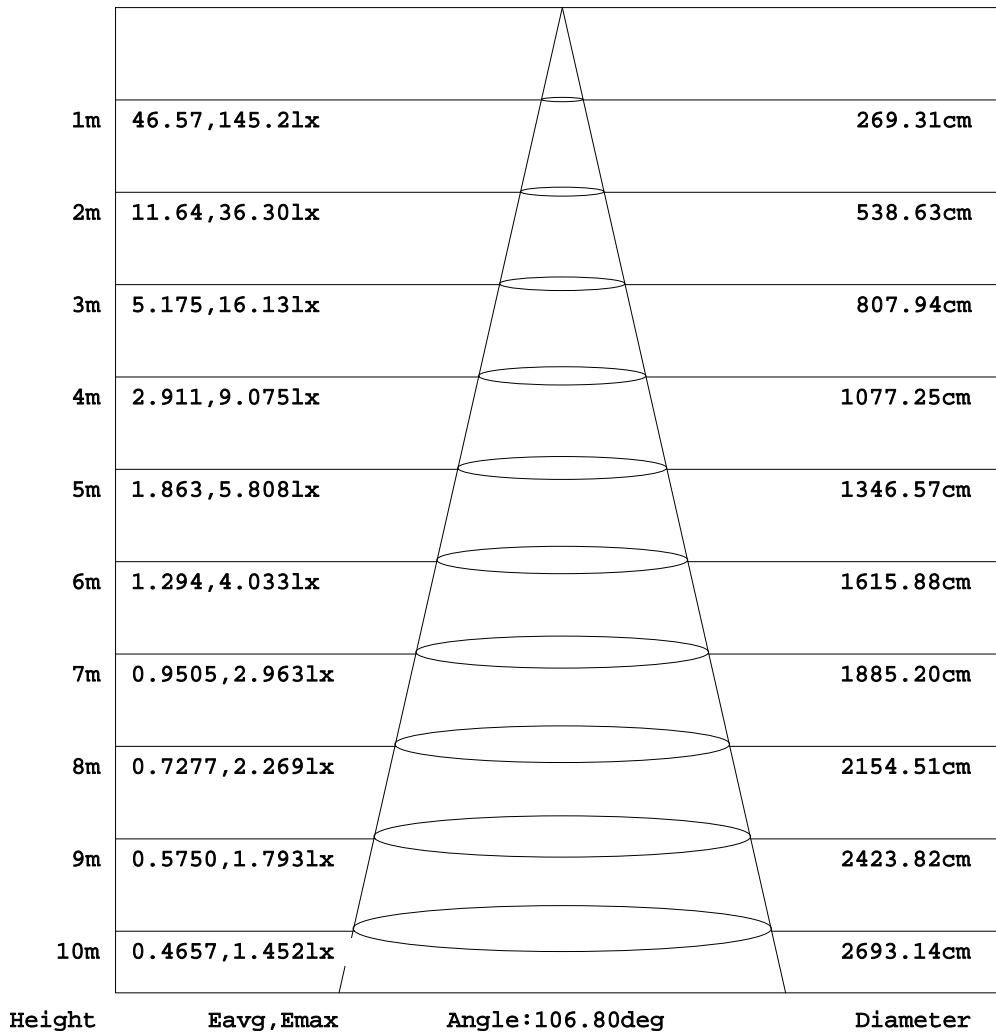 1m 46.57,145.2lx 269.31cm
2m 11.64,36.30lx 538.63cm
3m 5.175,16.13lx 807.94cm
4m 2.911,9.075lx 1077.25cm
5m 1.863,5.808lx 1346.57cm
6m 1.294,4.033lx 1615.88cm
7m 0.9505,2.963lx 1885.20cm
8m 0.7277,2.269lx 2154.51cm
9m 0.5750,1.793lx 2423.82cm
10m 0.4657,1.452lx 2693.14cm
Height Eavg,Emax Angle:106.80deg Diameter